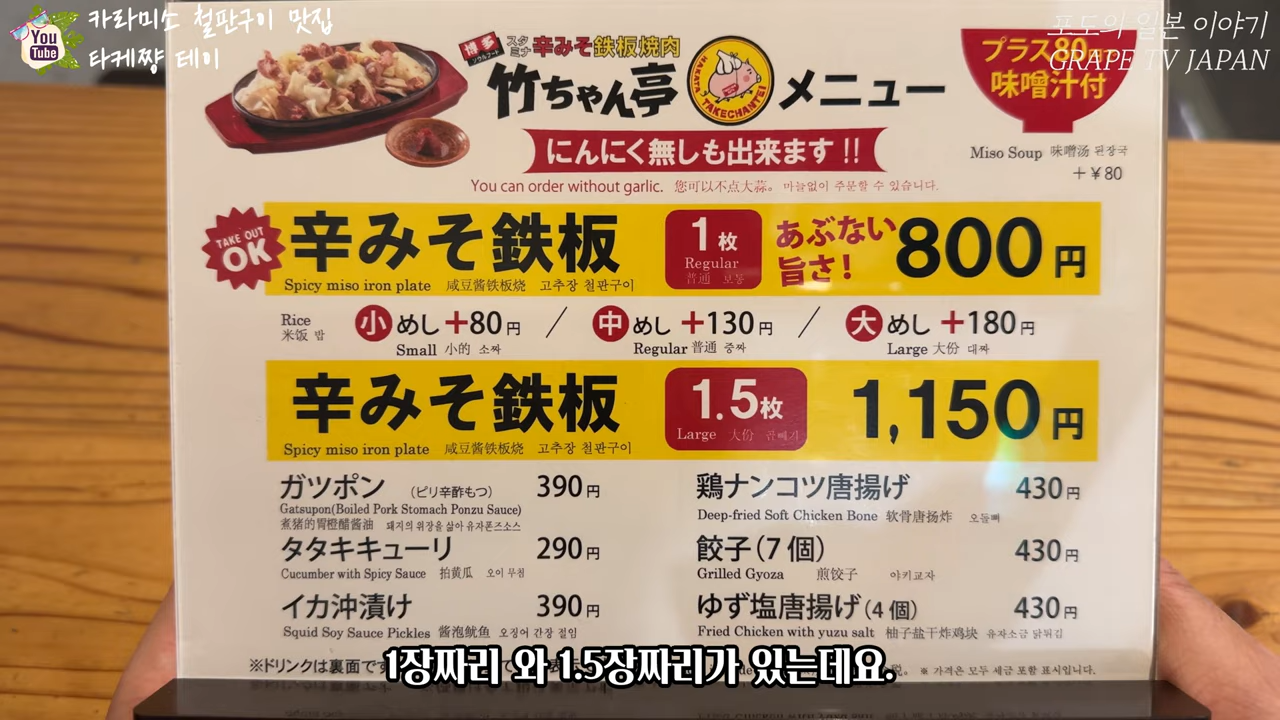 카라미소 철판구이 맛집
타케쨩 테이
You
Tube
포도의 일본 이야기
GRAPE TV JAPAN
博多
ソウルフード
スタミナ
辛みそ鉄板焼肉
竹ちゃん亭
HAKATA TAKECHANTEI
メニュー
プラス80円で
味噌汁付
Miso Soup 味噌汤 된장국
+¥80
にんにく無しも出来ます!!
You can order without garlic. 您可以不点大蒜。 마늘없이 주문할 수 있습니다.
TAKE OUT
OK
辛みそ鉄板
1枚
Regular
普通 보통
あぶない
旨さ!
800円
Spicy miso iron plate 咸豆酱铁板烧 고추장 철판구이
Rice
米饭 밥
小 めし +80円 / 中 めし +130円 / 大 めし +180円
Small 小的 소짜
Regular 普通 중짜
Large 大份 대짜
辛みそ鉄板
1.5枚
Large 大份 곱빼기
1,150円
Spicy miso iron plate 咸豆酱铁板烧 고추장 철판구이
ガツポン (ピリ辛酢もつ) 390円
Gatsupon(Boiled Pork Stomach Ponzu Sauce)
煮猪的胃橙醋酱油 돼지의 위장을 삶아 유자폰즈소스
タタキキューリ 290円
Cucumber with Spicy Sauce 拍黄瓜 오이 무침
イカ沖漬け 390円
Squid Soy Sauce Pickles 酱泡鱿鱼 오징어 간장 절임
鶏ナンコツ唐揚げ 430円
Deep-fried Soft Chicken Bone 软骨唐扬炸 오돌뼈
餃子(7個) 430円
Grilled Gyoza 煎饺子 야키교자
ゆず塩唐揚げ(4個) 430円
Fried Chicken with yuzu salt 柚子盐干炸鸡块 유자소금 닭튀김
※ドリンクは裏面です
※ 가격은 모두 세금 포함 표시입니다.
1장짜리 와 1.5장짜리가 있는데요.